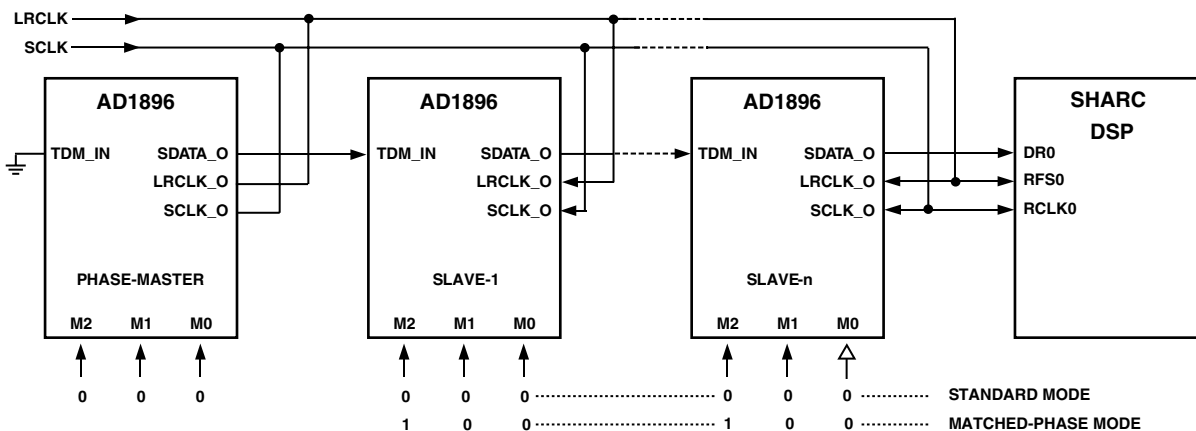 LRCLK
SCLK
AD1896 AD1896 AD1896 SHARC
DSP
TDM_IN SDATA_O TDM_IN SDATA_O TDM_IN SDATA_O DR0
LRCLK_O LRCLK_O LRCLK_O RFS0
SCLK_O SCLK_O SCLK_O RCLK0
PHASE-MASTER SLAVE-1 SLAVE-n
M2 M1 M0 M2 M1 M0 M2 M1 M0
0 0 0 0 0 0 0 0 0 STANDARD MODE
1 0 0 1 0 0 MATCHED-PHASE MODE